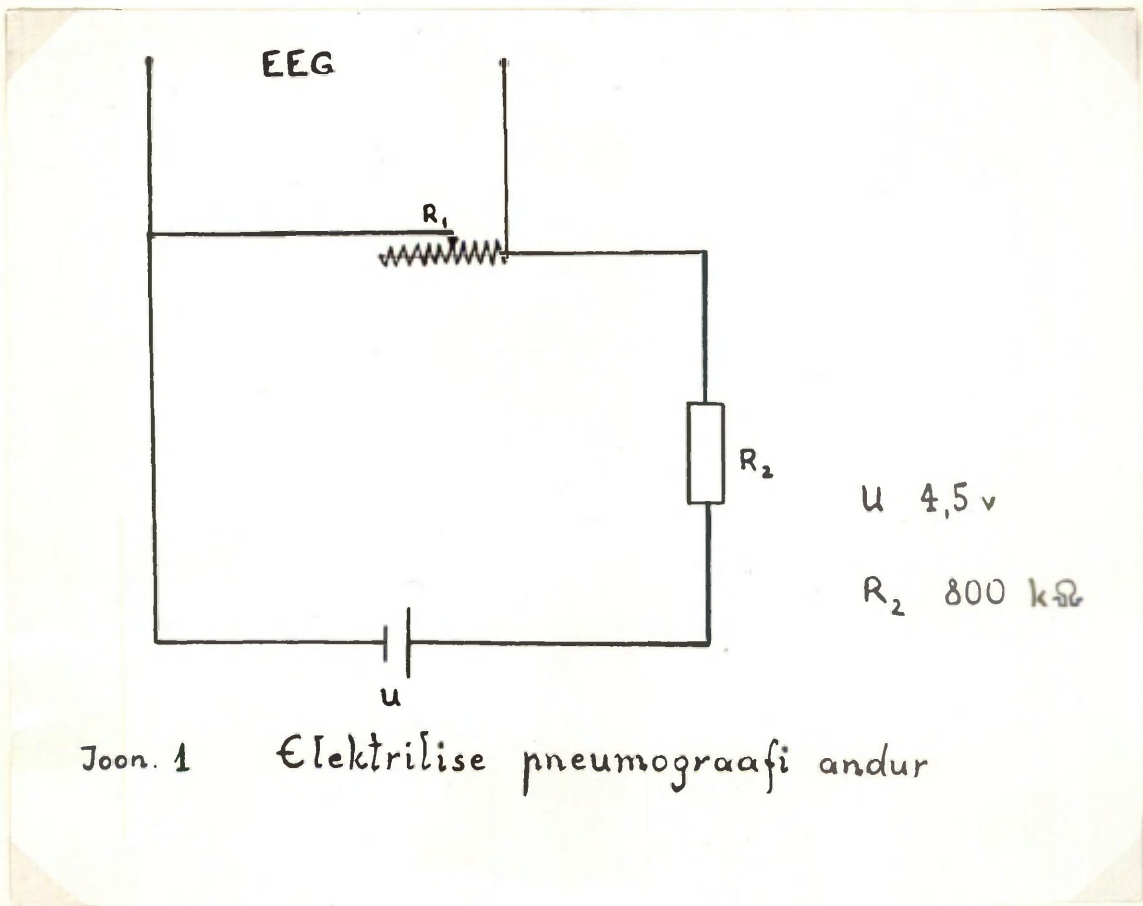 EEG
R₁
R₂
U 4,5 v
R₂ 800 kΩ
U
Joon. 1 Elektrilise pneumograafi andur